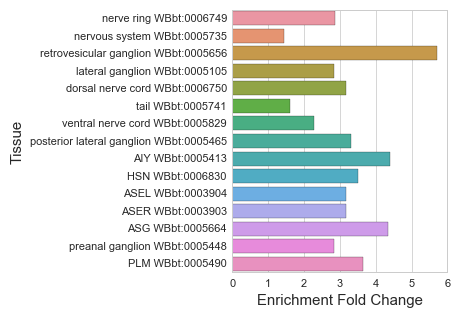 nerve ring WBbt:0006749
nervous system WBbt:0005735
retrovesicular ganglion WBbt:0005656
lateral ganglion WBbt:0005105
dorsal nerve cord WBbt:0006750
tail WBbt:0005741
ventral nerve cord WBbt:0005829
posterior lateral ganglion WBbt:0005465
AIY WBbt:0005413
HSN WBbt:0006830
ASEL WBbt:0003904
ASER WBbt:0003903
ASG WBbt:0005664
preanal ganglion WBbt:0005448
PLM WBbt:0005490
Tissue
0 1 2 3 4 5 6
Enrichment Fold Change